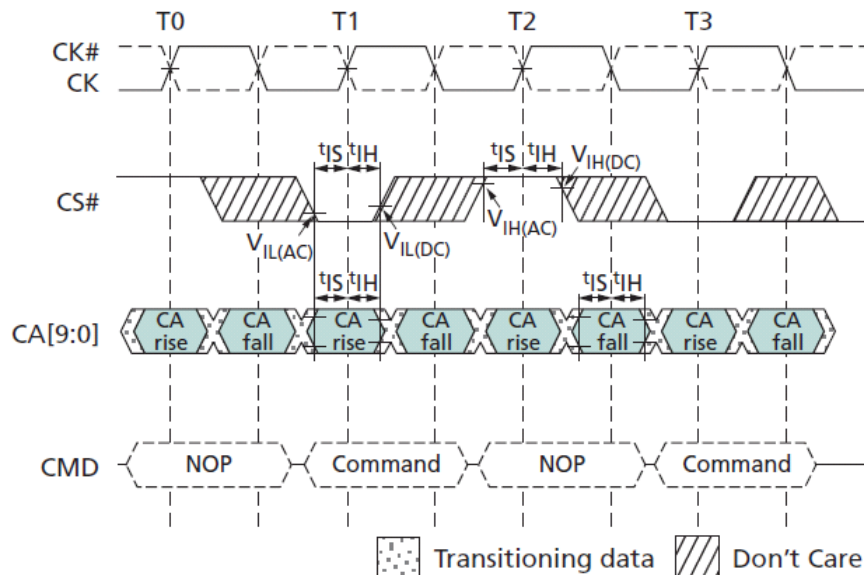 T0 T1 T2 T3
CK#
CK
tIS tIH tIS tIH VIH(DC)
CS#
VIL(AC) VIL(DC) VIH(AC)
tIS tIH tIS tIH
CA[9:0] CA rise CA fall CA rise CA fall CA rise CA fall CA rise CA fall
CMD NOP Command NOP Command
Transitioning data Don't Care